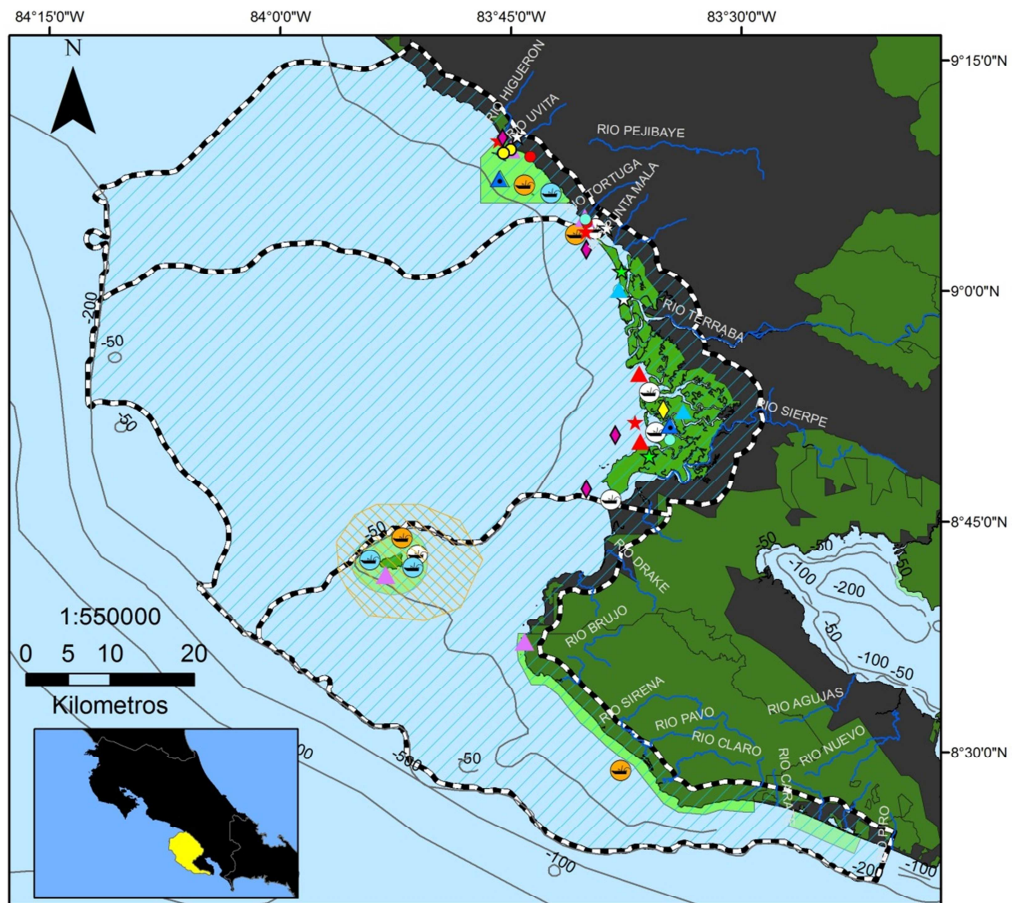 84°15'0"W
84°0'0"W
83°45'0"W
83°30'0"W
N
9°15'0"N
RIO HIGUERON
RIO UVITA
RIO PEJIBAYE
RIO TORTUGA
PUNTA MALA
9°0'0"N
-200
-50
RIO TERRABA
-50
RIO SIERPE
8°45'0"N
-50
-50
-50
-50
-100
-200
RIO DRAKE
-50
1:550000
-100
-50
RIO BRUJO
0 5 10 20
Kilometros
RIO SIRENA
RIO AGUJAS
RIO PAVO
RIO CLARO
RIO NUEVO
8°30'0"N
-500
-50
-100
-200
-100